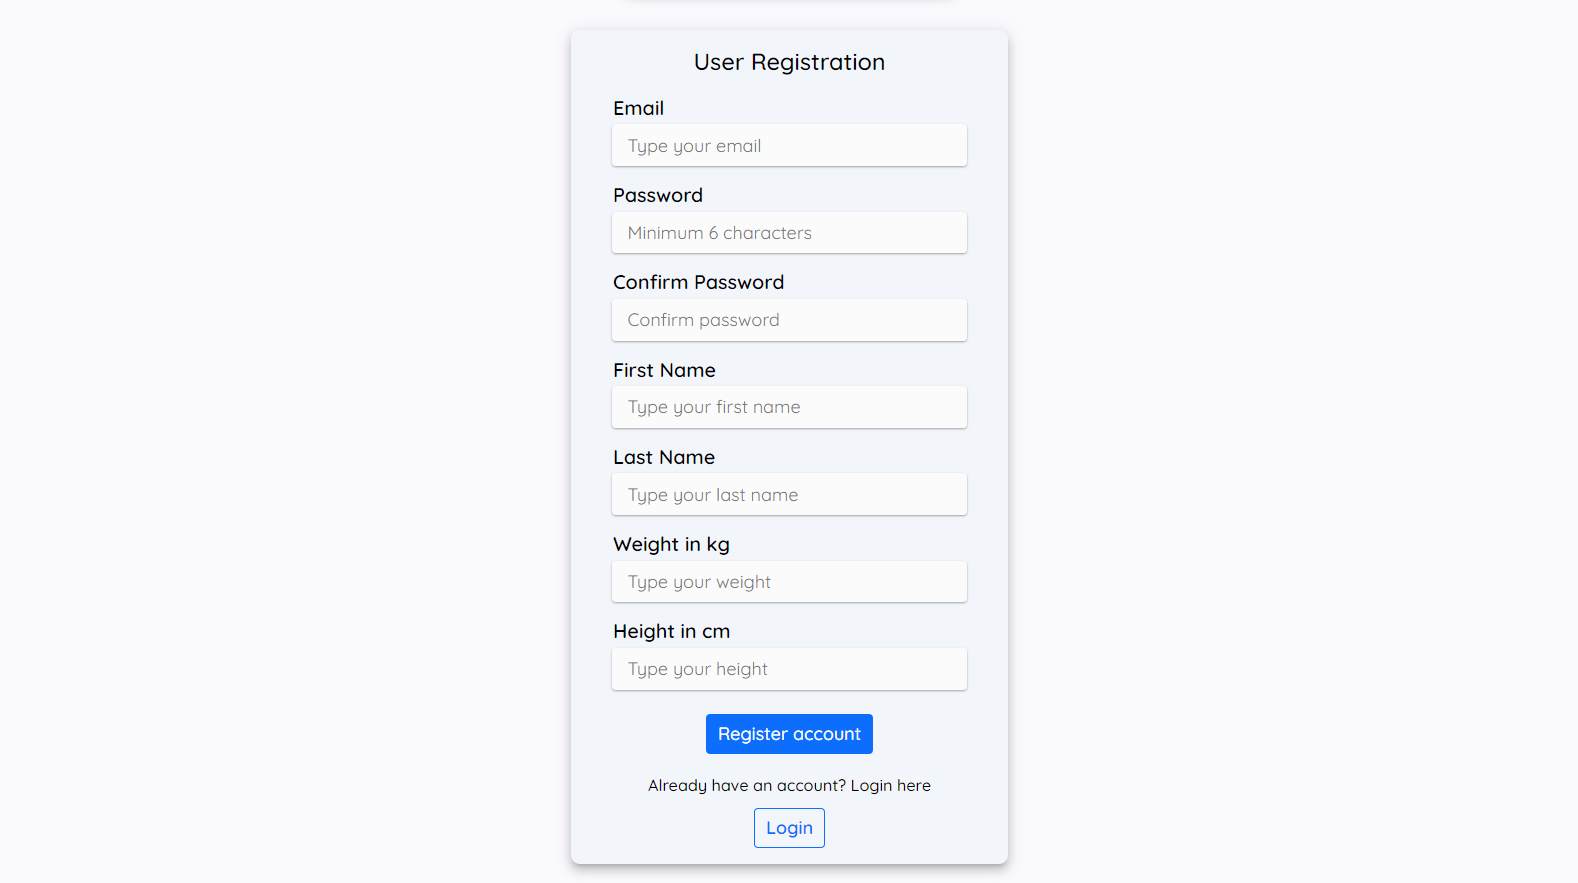 User Registration
Email
Type your email
Password
Minimum 6 characters
Confirm Password
Confirm password
First Name
Type your first name
Last Name
Type your last name
Weight in kg
Type your weight
Height in cm
Type your height
Register account
Already have an account? Login here
Login